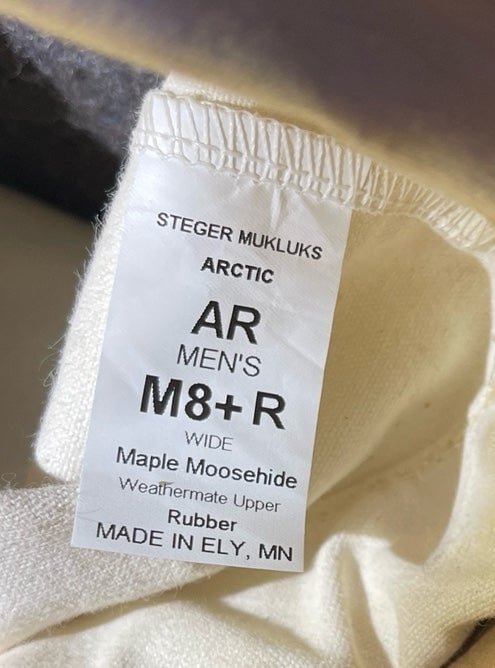 STEGER MUKLUKS
ARCTIC
AR
MEN'S
M8+ R
WIDE
Maple Moosehide
Weathermate Upper
Rubber
MADE IN ELY, MN